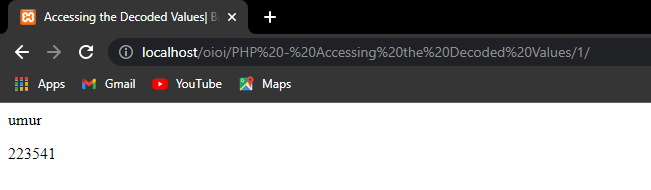 Accessing the Decoded Values| B
localhost/oioi/PHP%20-%20Accessing%20the%20Decoded%20Values/1/
Apps Gmail YouTube Maps
umur
223541